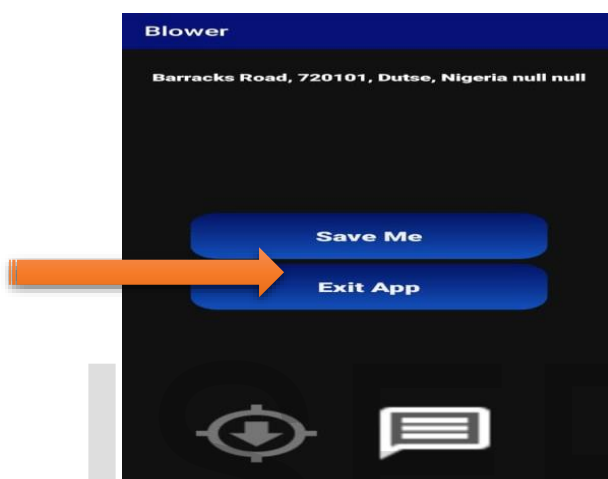 Blower
Barracks Road, 720101, Dutse, Nigeria null null
Save Me
Exit App